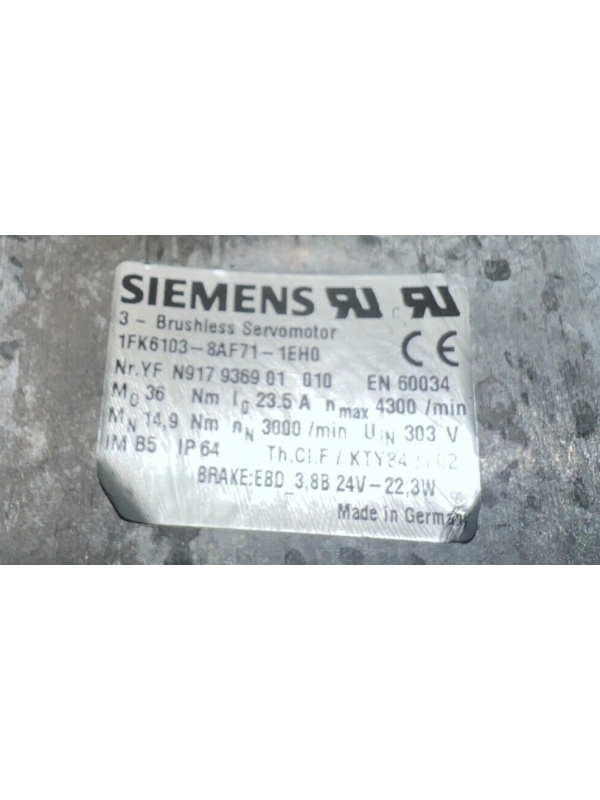 SIEMENS
3 - Brushless Servomotor
1FK6103-8AF71-1EH0
CE
Nr.YF N917 9369 01 010 EN 60034
M0 36 Nm I0 23.5 A nmax 4300 /min
MN 14,9 Nm nN 3000 /min UIN 303 V
IM B5 IP 64 Th.Cl.F / KTY84
BRAKE:EBD 3,8B 24V-22,3W
Made in German